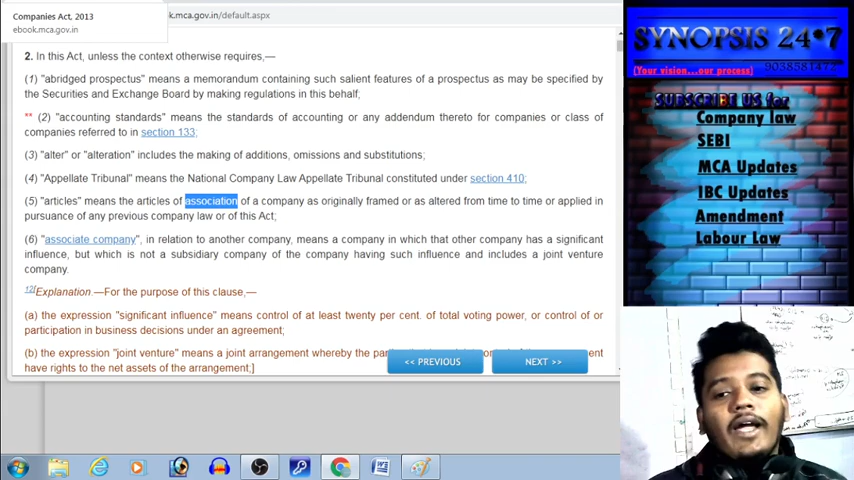 Companies Act, 2013
ebook.mca.gov.in
k.mca.gov.in/default.aspx
2. In this Act, unless the context otherwise requires,—
(1) "abridged prospectus" means a memorandum containing such salient features of a prospectus as may be specified by
the Securities and Exchange Board by making regulations in this behalf;
** (2) "accounting standards" means the standards of accounting or any addendum thereto for companies or class of
companies referred to in section 133;
(3) "alter" or "alteration" includes the making of additions, omissions and substitutions;
(4) "Appellate Tribunal" means the National Company Law Appellate Tribunal constituted under section 410;
(5) "articles" means the articles of association of a company as originally framed or as altered from time to time or applied in
pursuance of any previous company law or of this Act;
(6) "associate company", in relation to another company, means a company in which that other company has a significant
influence, but which is not a subsidiary company of the company having such influence and includes a joint venture
company.
12[Explanation.—For the purpose of this clause,—
(a) the expression "significant influence" means control of at least twenty per cent. of total voting power, or control of or
participation in business decisions under an agreement;
(b) the expression "joint venture" means a joint arrangement whereby the
have rights to the net assets of the arrangement;]
<< PREVIOUS
NEXT >>
SYNOPSIS 24*7
(Your vision...our process)
9038581477
SUBSCRIBE US for
Company law
SEBI
MCA Updates
IBC Updates
Amendment
Labour Law